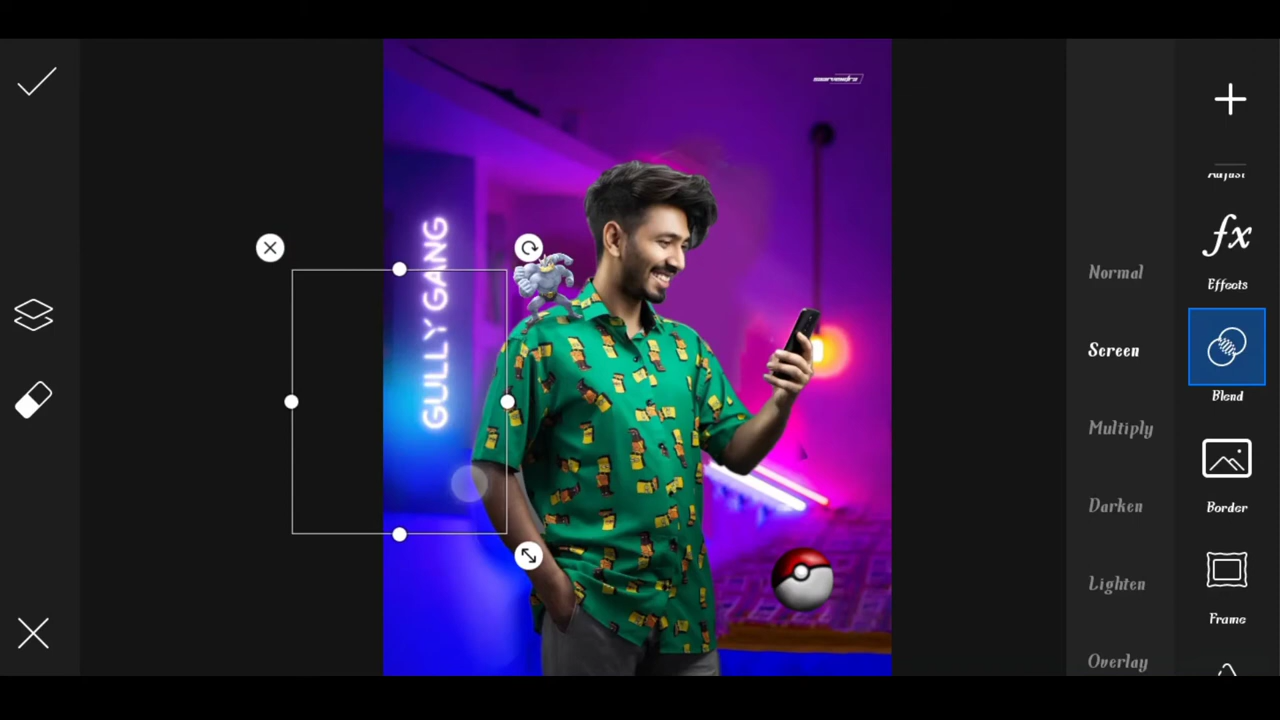 Adjust
Effects
Blend
Border
Frame
Normal
Screen
Multiply
Darken
Lighten
Overlay
GULLY GANG